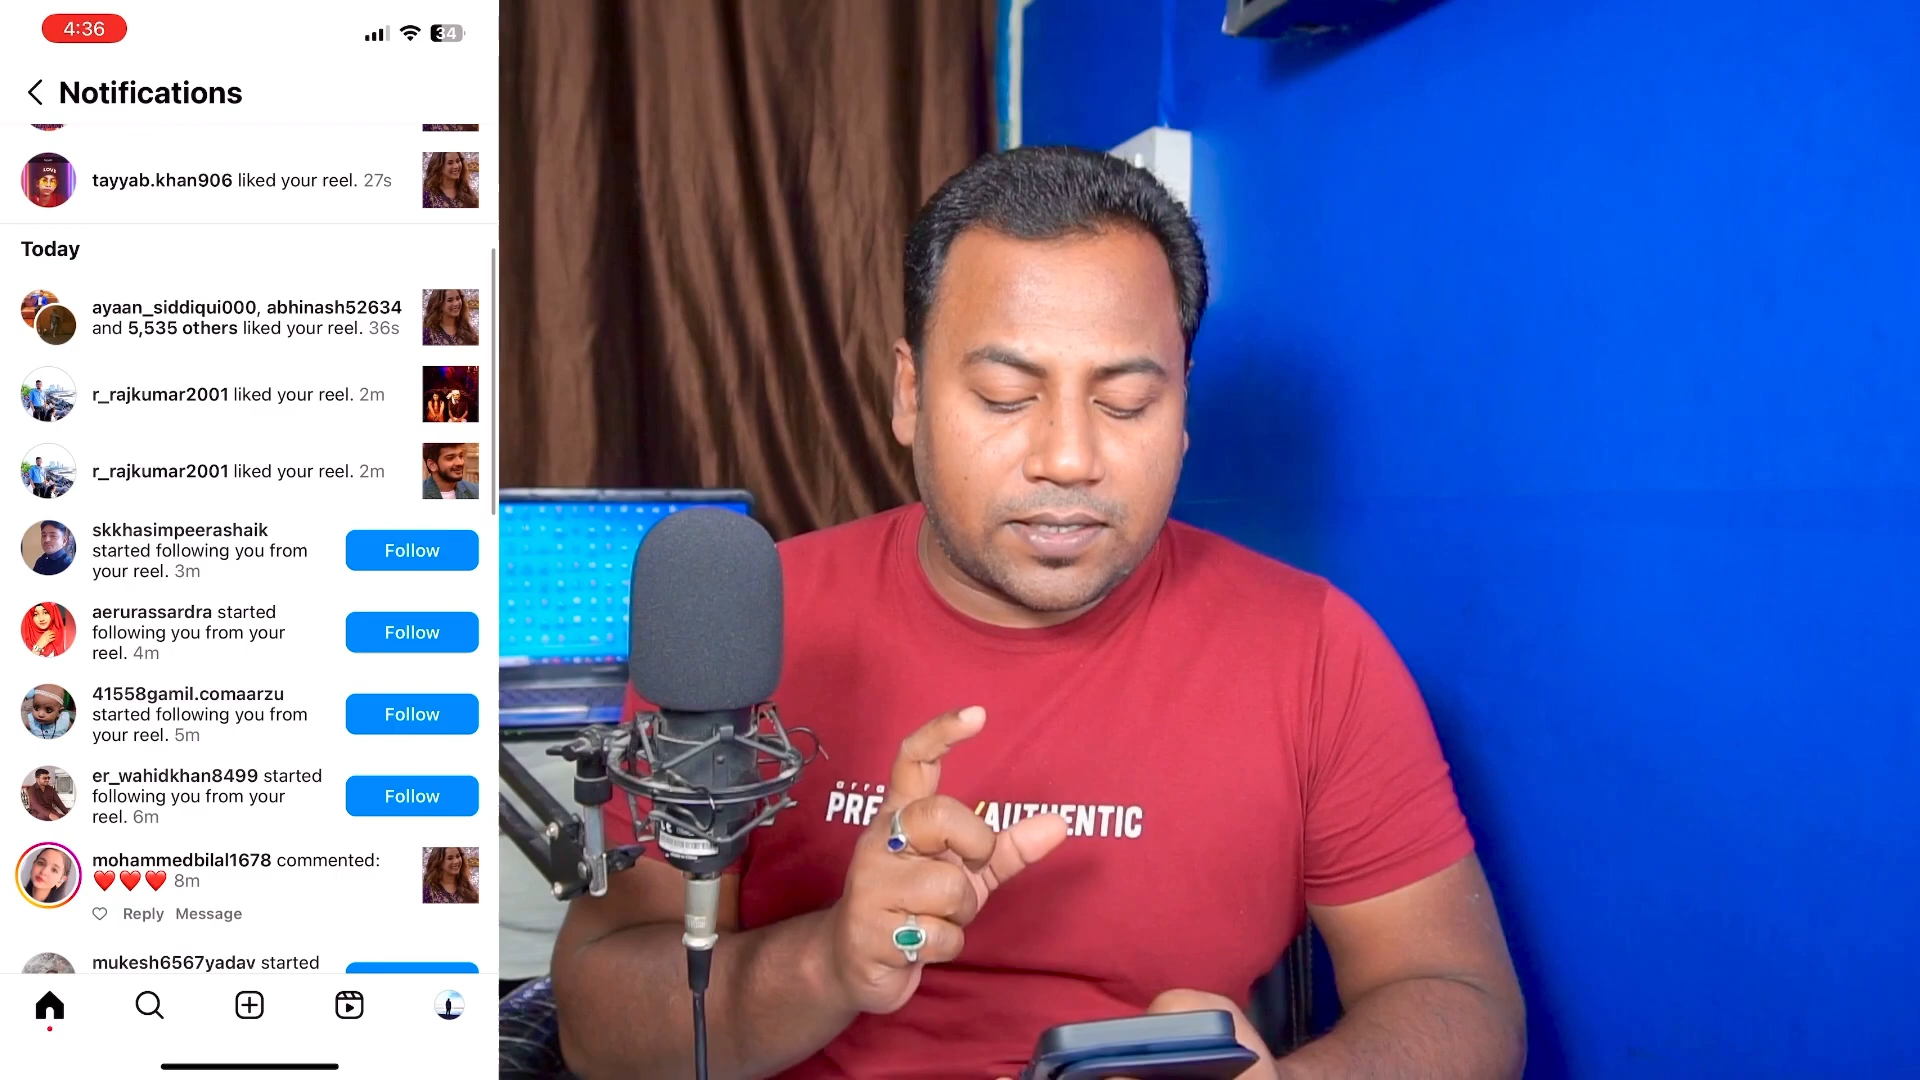 4:36
34
Notifications
tayyab.khan906 liked your reel. 27s
Today
ayaan_siddiqui000, abhinash52634
and 5,535 others liked your reel. 36s
r_rajkumar2001 liked your reel. 2m
r_rajkumar2001 liked your reel. 2m
skkhasimpeerashaik
started following you from
your reel. 3m
Follow
aerurassardra started
following you from your
reel. 4m
Follow
41558gamil.comaarzu
started following you from
your reel. 5m
Follow
er_wahidkhan8499 started
following you from your
reel. 6m
Follow
mohammedbilal1678 commented:
❤️❤️❤️ 8m
Reply Message
mukesh6567yadav started
AUTHENTIC